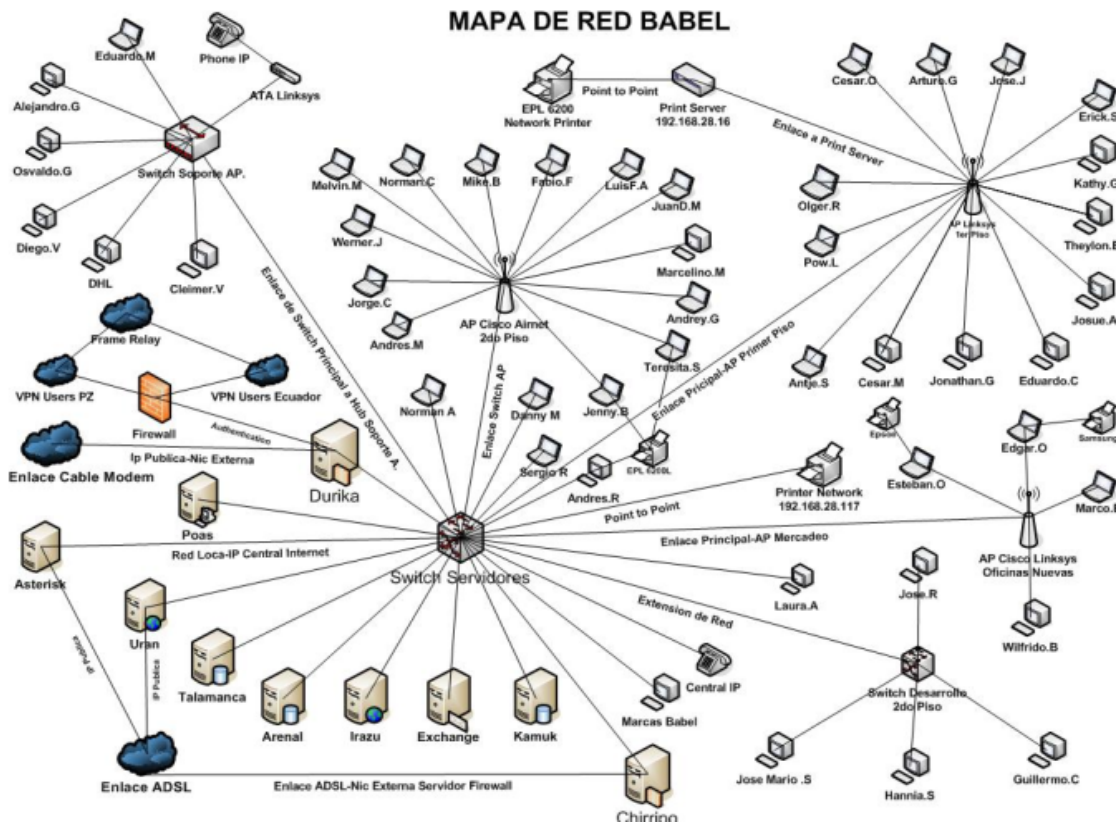 MAPA DE RED BABEL
Eduardo.M
Phone IP
ATA Linksys
Alejandro.G
Osvaldo.G
Switch Soporte AP.
Diego.V
DHL
Cleimer.V
EPL 6200
Network Printer
Point to Point
Print Server
192.168.28.16
Enlace a Print Server
Cesar.O
Arturo.G
Jose.J
Erick.S
Kathy.G
Theylon.B
Josue.A
Olger.R
Pow.L
AP Linksys
1er Piso
Antje.S
Cesar.M
Jonathan.G
Eduardo.C
Melvin.M
Norman.C
Mike.B
Fabio.F
LuisF.A
JuanD.M
Werner.J
Marcelino.M
Jorge.C
Andrey.G
Andres.M
Teresita.S
AP Cisco Airnet
2do Piso
Enlace de Switch Principal a Hub Soporte A.
Enlace Switch AP
Enlace Pricipal-AP Primer Piso
Frame Relay
VPN Users PZ
VPN Users Ecuador
Firewall
Authentication
Enlace Cable Modem
Ip Publica-Nic Externa
Durika
Norman A
Danny M
Jenny.B
Sergio R
Andres.R
EPL 6200L
Epson
Samsung
Edgar.O
Esteban.O
Marco.B
Printer Network
192.168.28.117
Point to Point
Poas
Asterisk
Red Loca-IP Central Internet
Switch Servidores
Enlace Principal-AP Mercadeo
AP Cisco Linksys
Oficinas Nuevas
Laura.A
Jose.R
Wilfrido.B
Extension de Red
Uran
IP Publica
IP Publica
Talamanca
Arenal
Irazu
Exchange
Kamuk
Marcas Babel
Central IP
Switch Desarrollo
2do Piso
Jose Mario .S
Hannia.S
Guillermo.C
Enlace ADSL
Enlace ADSL-Nic Externa Servidor Firewall
Chirripo